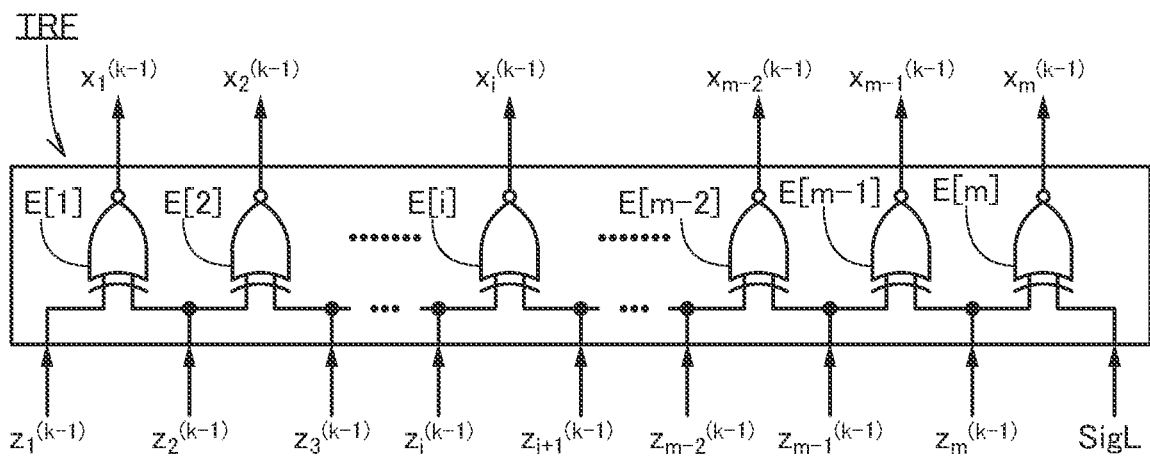 TRF
x₁⁽ᵏ⁻¹⁾ x₂⁽ᵏ⁻¹⁾ xᵢ⁽ᵏ⁻¹⁾ xₘ₋₂⁽ᵏ⁻¹⁾ xₘ₋₁⁽ᵏ⁻¹⁾ xₘ⁽ᵏ⁻¹⁾
E[1] E[2] E[i] E[m-2] E[m-1] E[m]
z₁⁽ᵏ⁻¹⁾ z₂⁽ᵏ⁻¹⁾ z₃⁽ᵏ⁻¹⁾ zᵢ⁽ᵏ⁻¹⁾ zᵢ₊₁⁽ᵏ⁻¹⁾ zₘ₋₂⁽ᵏ⁻¹⁾ zₘ₋₁⁽ᵏ⁻¹⁾ zₘ⁽ᵏ⁻¹⁾ SigL